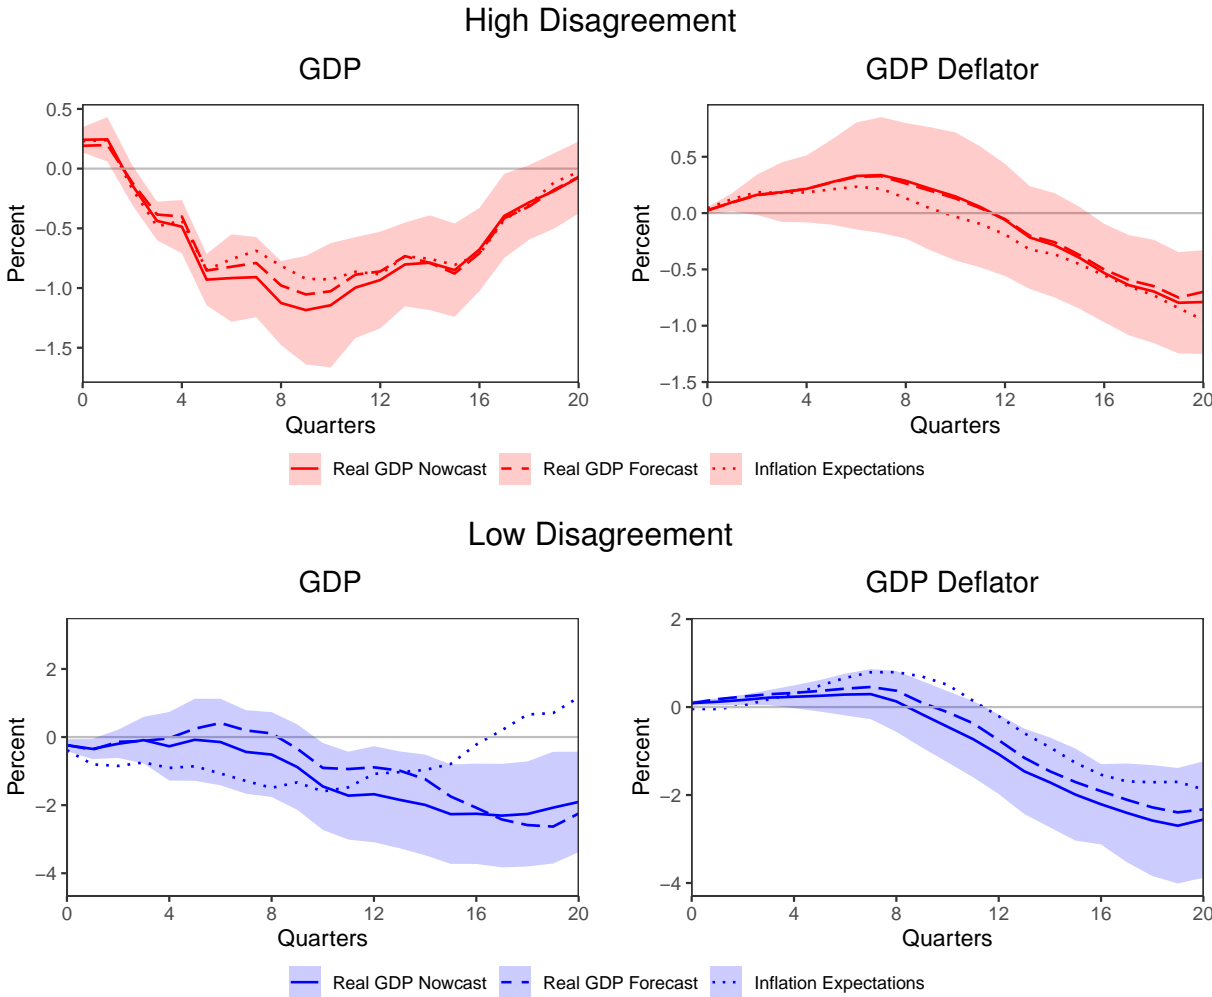 High Disagreement
GDP
GDP Deflator
Percent
0.5
0.0
−0.5
−1.0
−1.5
0 4 8 12 16 20
Quarters
Percent
0.5
0.0
−0.5
−1.0
−1.5
0 4 8 12 16 20
Quarters
Real GDP Nowcast Real GDP Forecast Inflation Expectations
Low Disagreement
GDP
GDP Deflator
Percent
2
0
−2
−4
0 4 8 12 16 20
Quarters
Percent
2
0
−2
−4
0 4 8 12 16 20
Quarters
Real GDP Nowcast Real GDP Forecast Inflation Expectations